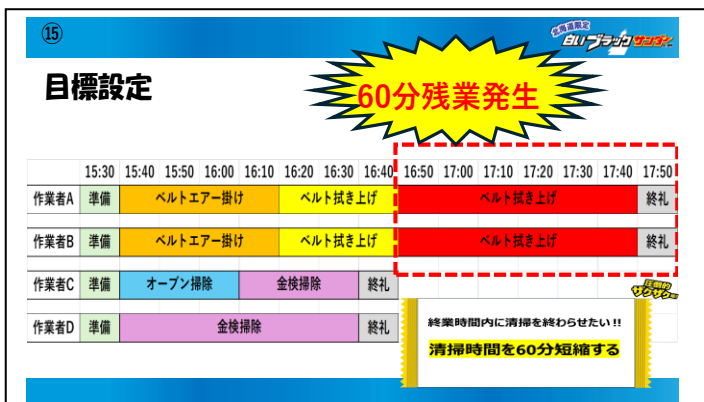 ⑮
北海道限定
白いブラックサンダー
目標設定
60分残業発生
15:30 15:40 15:50 16:00 16:10 16:20 16:30 16:40 16:50 17:00 17:10 17:20 17:30 17:40 17:50
作業者A 準備 ベルトエアー掛け ベルト拭き上げ ベルト拭き上げ 終礼
作業者B 準備 ベルトエアー掛け ベルト拭き上げ ベルト拭き上げ 終礼
作業者C 準備 オーブン掃除 金検掃除 終礼
作業者D 準備 金検掃除 終礼
圧倒的
ザクザク
終業時間内に清掃を終わらせたい!!
清掃時間を60分短縮する